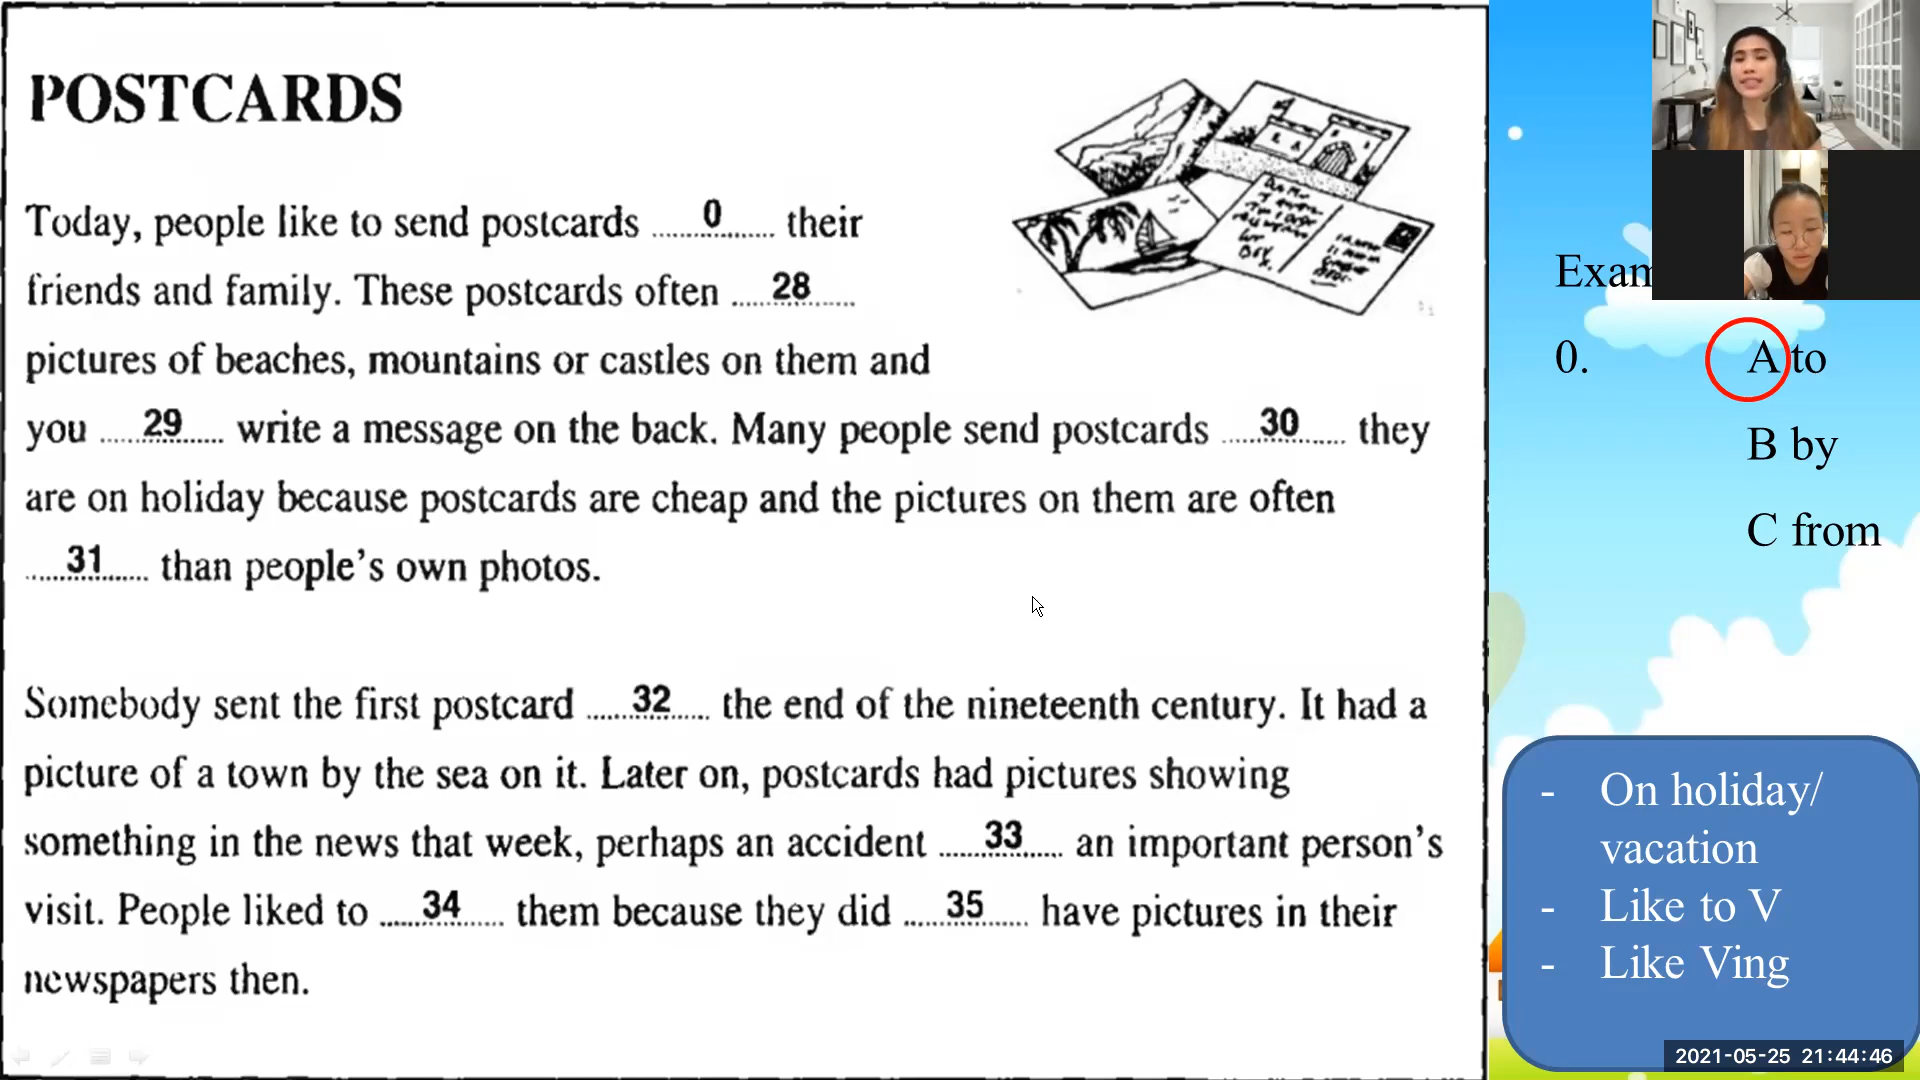 POSTCARDS
Today, people like to send postcards ......0...... their
friends and family. These postcards often ......28......
pictures of beaches, mountains or castles on them and
you ......29...... write a message on the back. Many people send postcards ......30...... they
are on holiday because postcards are cheap and the pictures on them are often
......31...... than people's own photos.
Somebody sent the first postcard ......32...... the end of the nineteenth century. It had a
picture of a town by the sea on it. Later on, postcards had pictures showing
something in the news that week, perhaps an accident ......33...... an important person's
visit. People liked to ......34...... them because they did ......35...... have pictures in their
newspapers then.
Exam
0. A to
B by
C from
- On holiday/
vacation
- Like to V
- Like Ving
2021-05-25 21:44:46